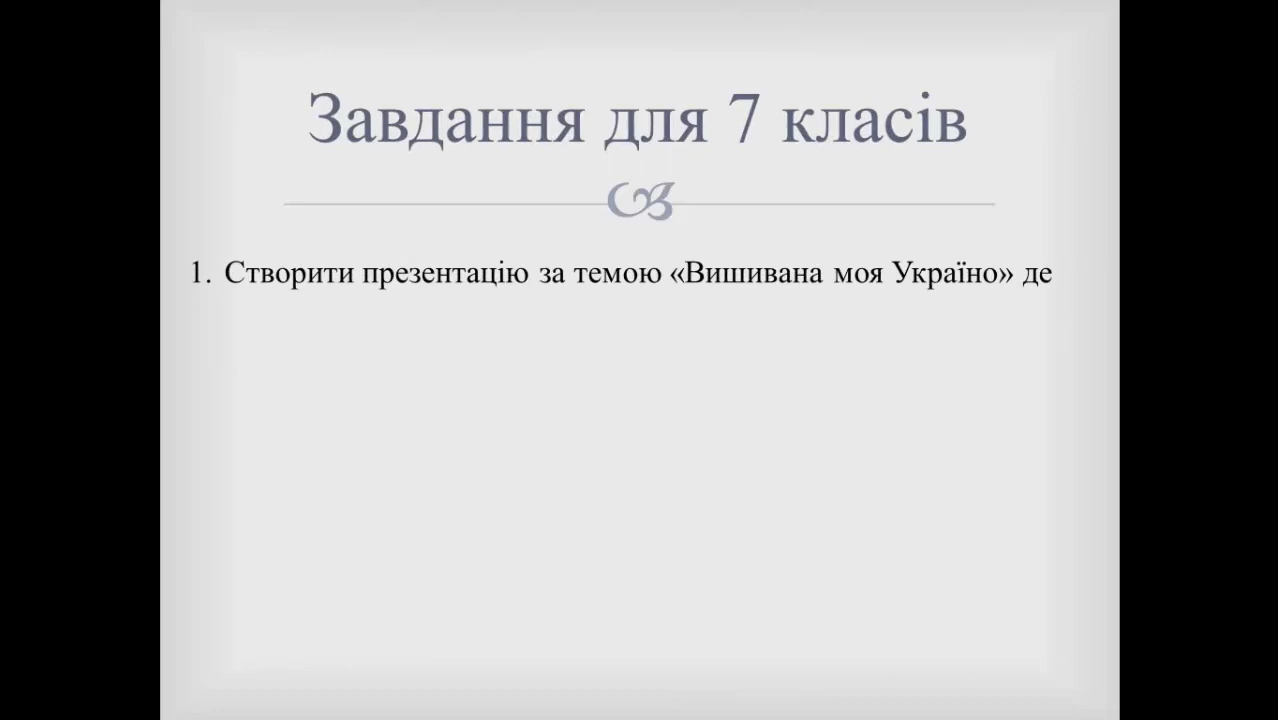 Завдання для 7 класів
1. Створити презентацію за темою «Вишивана моя Україно» де